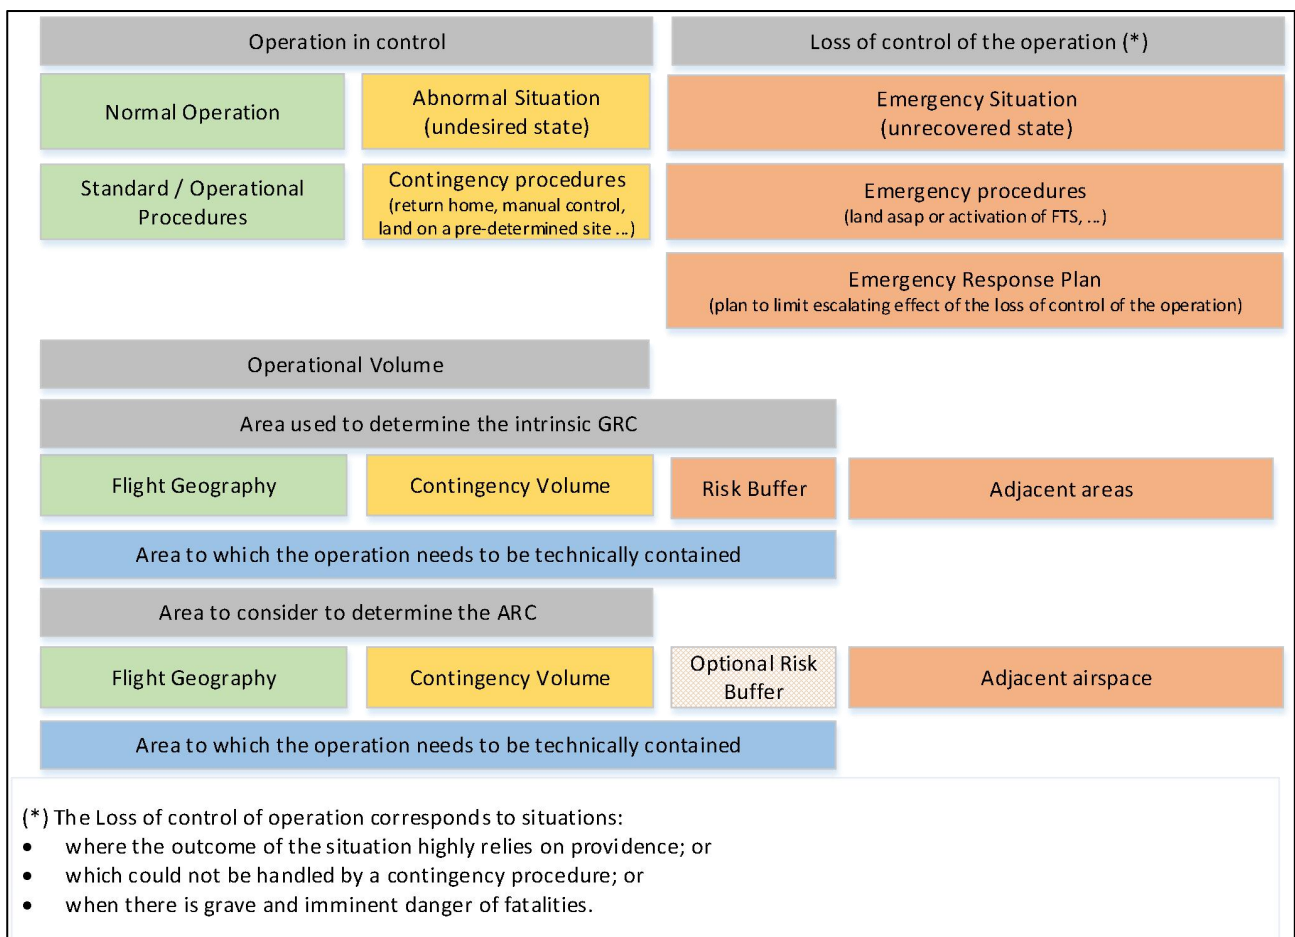 Operation in control
Loss of control of the operation (*)
Normal Operation
Abnormal Situation
(undesired state)
Emergency Situation
(unrecovered state)
Standard / Operational
Procedures
Contingency procedures
(return home, manual control,
land on a pre-determined site ...)
Emergency procedures
(land asap or activation of FTS, ...)
Emergency Response Plan
(plan to limit escalating effect of the loss of control of the operation)
Operational Volume
Area used to determine the intrinsic GRC
Flight Geography
Contingency Volume
Risk Buffer
Adjacent areas
Area to which the operation needs to be technically contained
Area to consider to determine the ARC
Flight Geography
Contingency Volume
Optional Risk
Buffer
Adjacent airspace
Area to which the operation needs to be technically contained
(*) The Loss of control of operation corresponds to situations:
• where the outcome of the situation highly relies on providence; or
• which could not be handled by a contingency procedure; or
• when there is grave and imminent danger of fatalities.